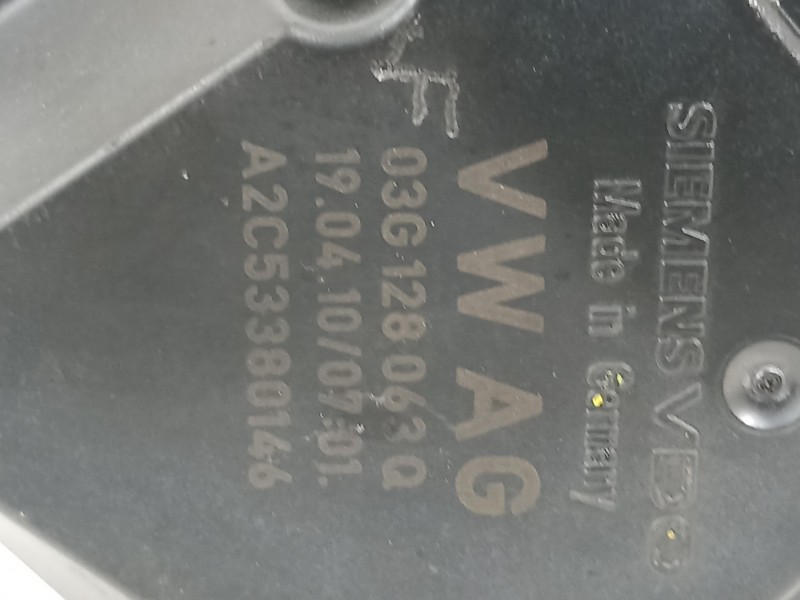 SIEMENS VDO
Made in Germany
VW AG
03G 128 063 Q
19.04.10/07:01.
A2C53380146